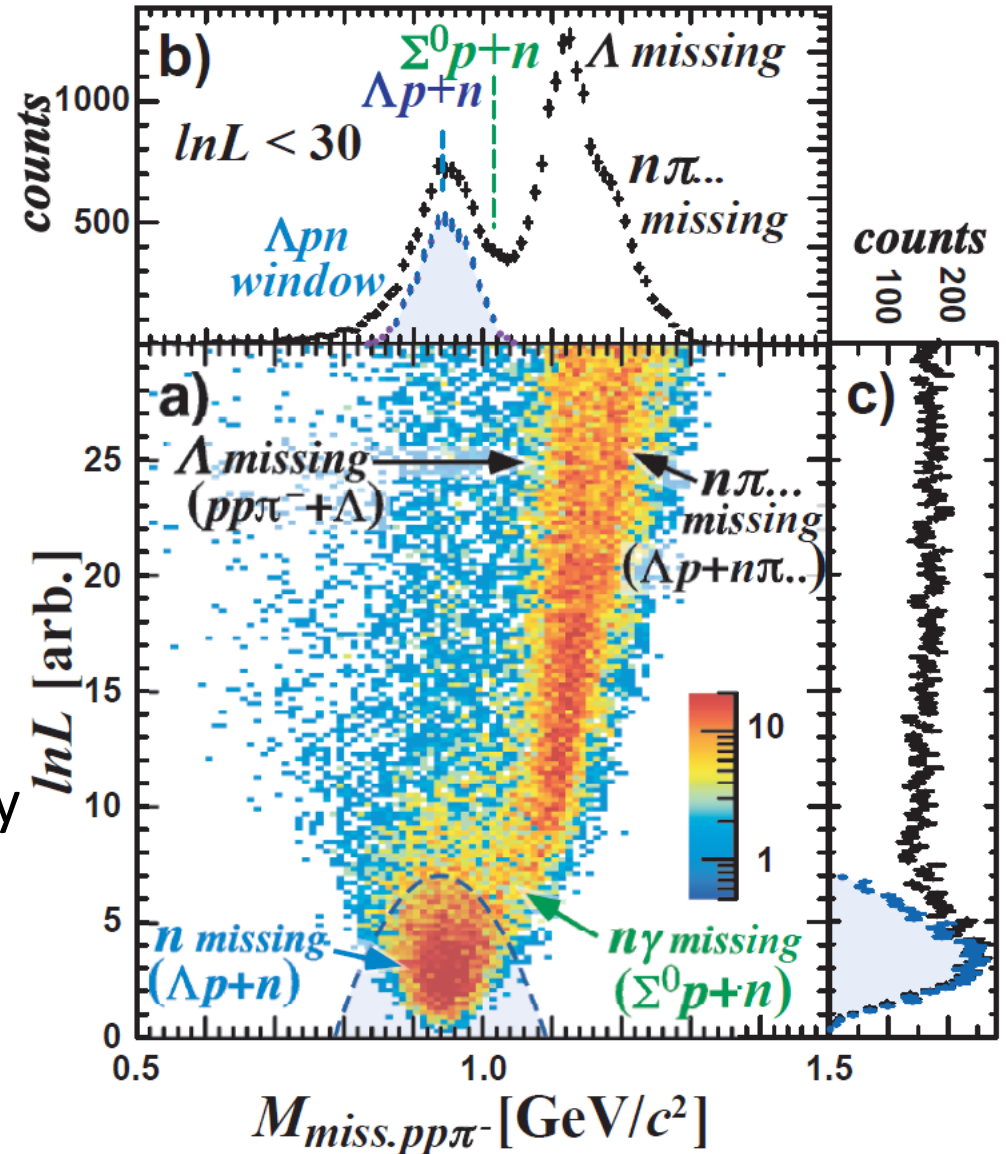 b)
Σ⁰p+n
Λp+n
Λ missing
counts
1000
500
lnL < 30
nπ...
missing
Λpn
window
counts
100
200
a)
c)
Λ missing
(ppπ⁻+Λ)
nπ...
missing
(Λp+nπ..)
lnL [arb.]
25
20
15
10
5
0
y
10
1
n missing
(Λp+n)
nγ missing
(Σ⁰p+n)
0.5
1.0
1.5
M_miss.ppπ⁻ [GeV/c²]